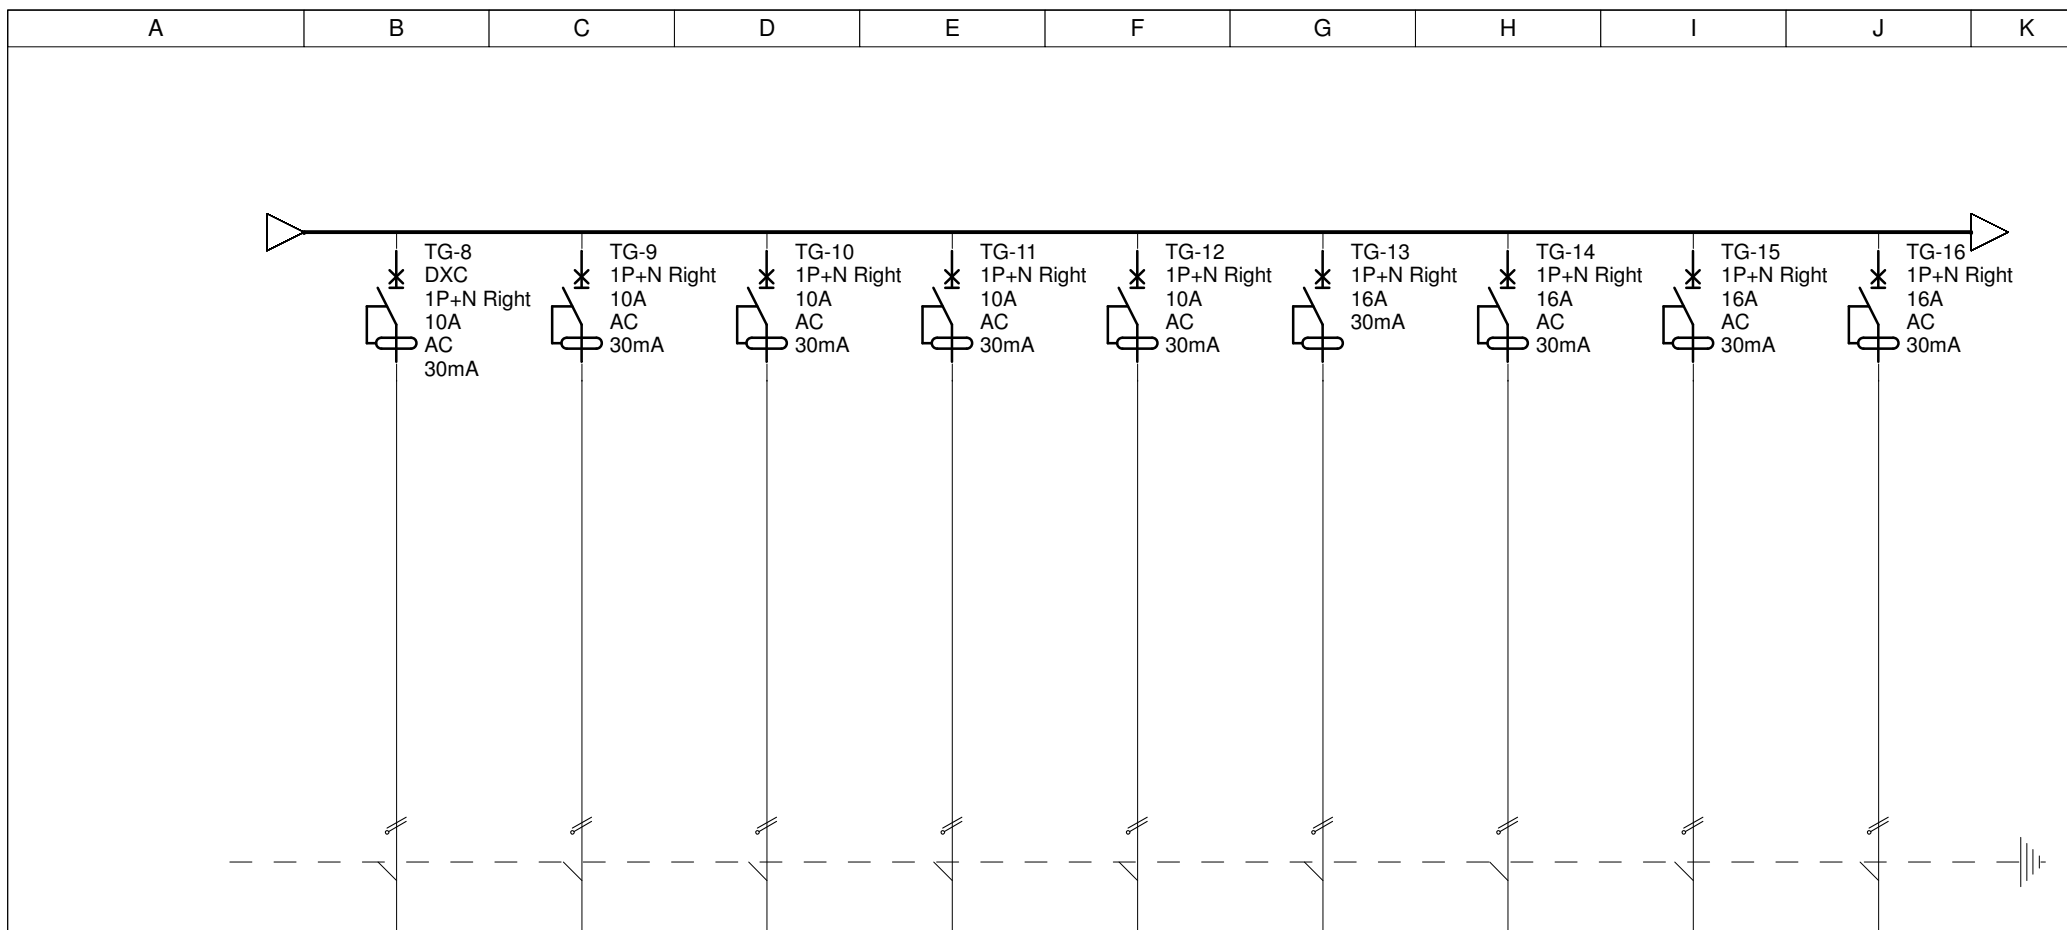 A
B
C
D
E
F
G
H
I
J
K
TG-8
DXC
1P+N Right
10A
AC
30mA
TG-9
1P+N Right
10A
AC
30mA
TG-10
1P+N Right
10A
AC
30mA
TG-11
1P+N Right
10A
AC
30mA
TG-12
1P+N Right
10A
AC
30mA
TG-13
1P+N Right
16A
30mA
TG-14
1P+N Right
16A
AC
30mA
TG-15
1P+N Right
16A
AC
30mA
TG-16
1P+N Right
16A
AC
30mA